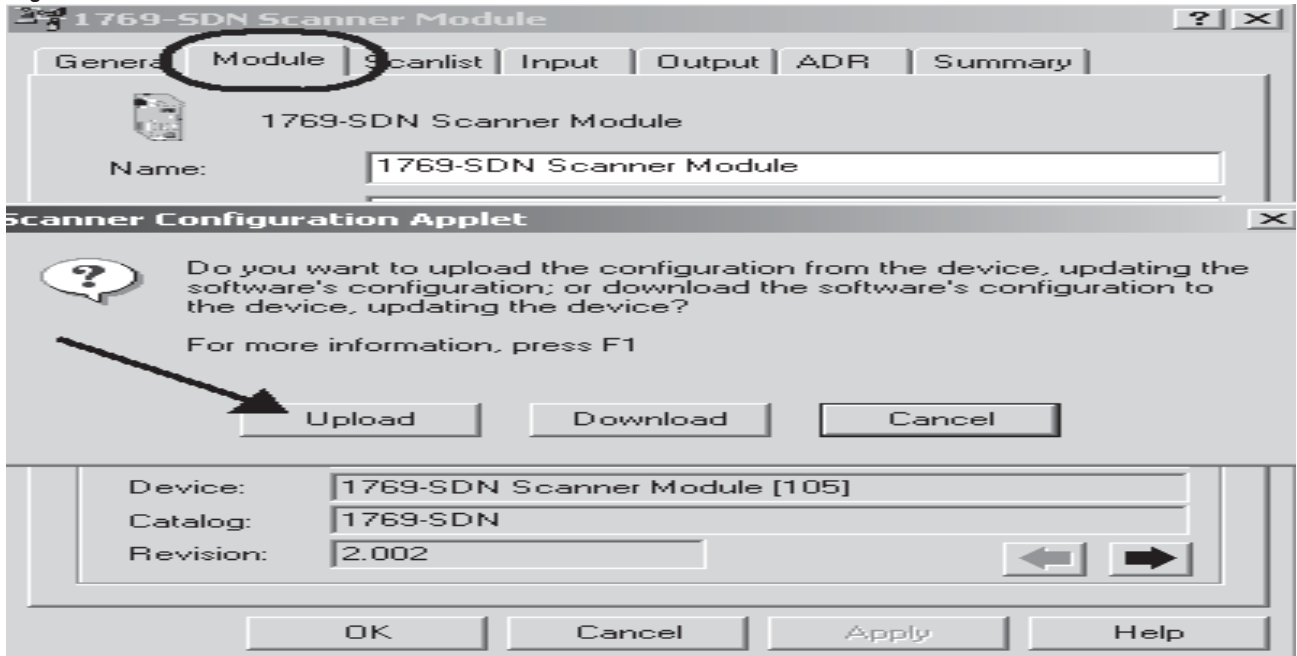 1769-SDN Scanner Module
General Module Scanlist Input Output ADR Summary
1769-SDN Scanner Module
Name: 1769-SDN Scanner Module
Scanner Configuration Applet
Do you want to upload the configuration from the device, updating the
software's configuration; or download the software's configuration to
the device, updating the device?
For more information, press F1
Upload Download Cancel
Device: 1769-SDN Scanner Module [105]
Catalog: 1769-SDN
Revision: 2.002
OK Cancel Apply Help